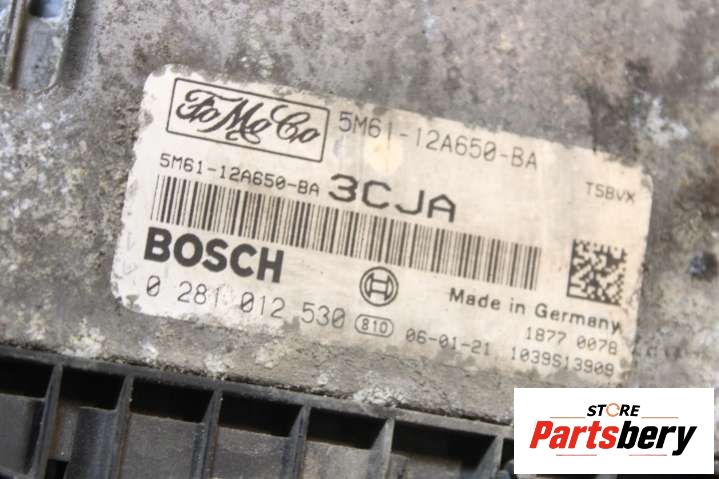 FoMoCo
5M61-12A650-BA
5M61-12A650-BA 3CJA
TSBVX
BOSCH
0 281 012 530 810 06-01-21
Made in Germany
1877 0078
1039S13909
STORE
Partsbery